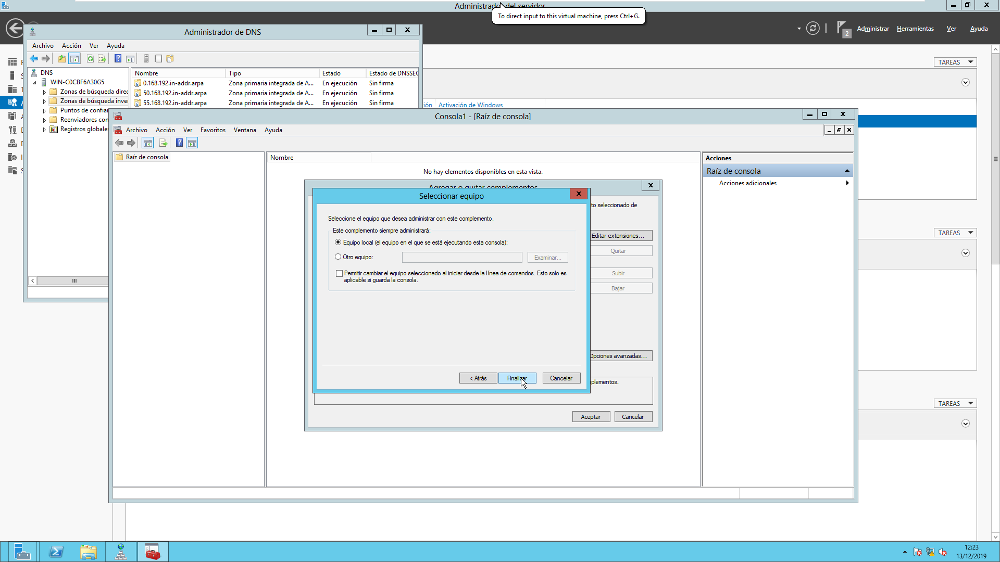 Administrador del servidor
To direct input to this virtual machine, press Ctrl+G.
2
Administrar
Herramientas
Ver
Ayuda
Administrador de DNS
Archivo
Acción
Ver
Ayuda
DNS
WIN-C0CBF6A30G5
Zonas de búsqueda direc
Zonas de búsqueda inver
Puntos de confiar
Reenviadores con
Registros globales
Nombre
Tipo
Estado
Estado de DNSSEC
0.168.192.in-addr.arpa
Zona primaria integrada de A...
En ejecución
Sin firma
50.168.192.in-addr.arpa
Zona primaria integrada de A...
En ejecución
Sin firma
55.168.192.in-addr.arpa
Zona primaria integrada de A...
En ejecución
Sin firma
TAREAS
ión
Activación de Windows
TAREAS
TAREAS
Consola1 - [Raíz de consola]
Archivo
Acción
Ver
Favoritos
Ventana
Ayuda
Raíz de consola
Nombre
No hay elementos disponibles en esta vista.
Acciones
Raíz de consola
Acciones adicionales
Agregar o quitar complementos
to seleccionado de
Editar extensiones...
Quitar
Subir
Bajar
Opciones avanzadas...
plementos.
Aceptar
Cancelar
Seleccionar equipo
Seleccione el equipo que desea administrar con este complemento.
Este complemento siempre administrará:
Equipo local (el equipo en el que se está ejecutando esta consola):
Otro equipo:
Examinar...
Permitir cambiar el equipo seleccionado al iniciar desde la línea de comandos. Esto solo es
aplicable si guarda la consola.
< Atrás
Finalizar
Cancelar
12:23
13/12/2019